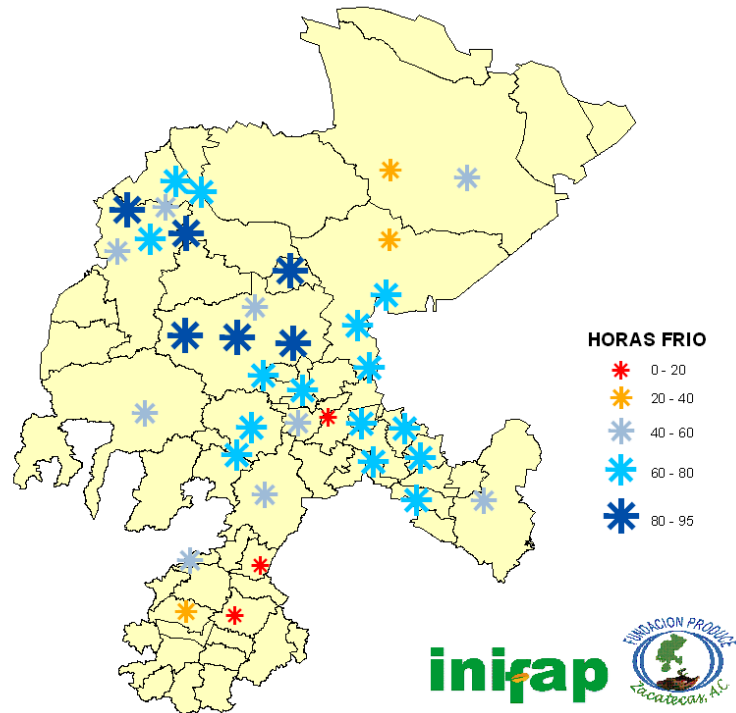 HORAS FRIO
0 - 20
20 - 40
40 - 60
60 - 80
80 - 95
inifap
FUNDACION PRODUCE
Zacatecas, A.C.